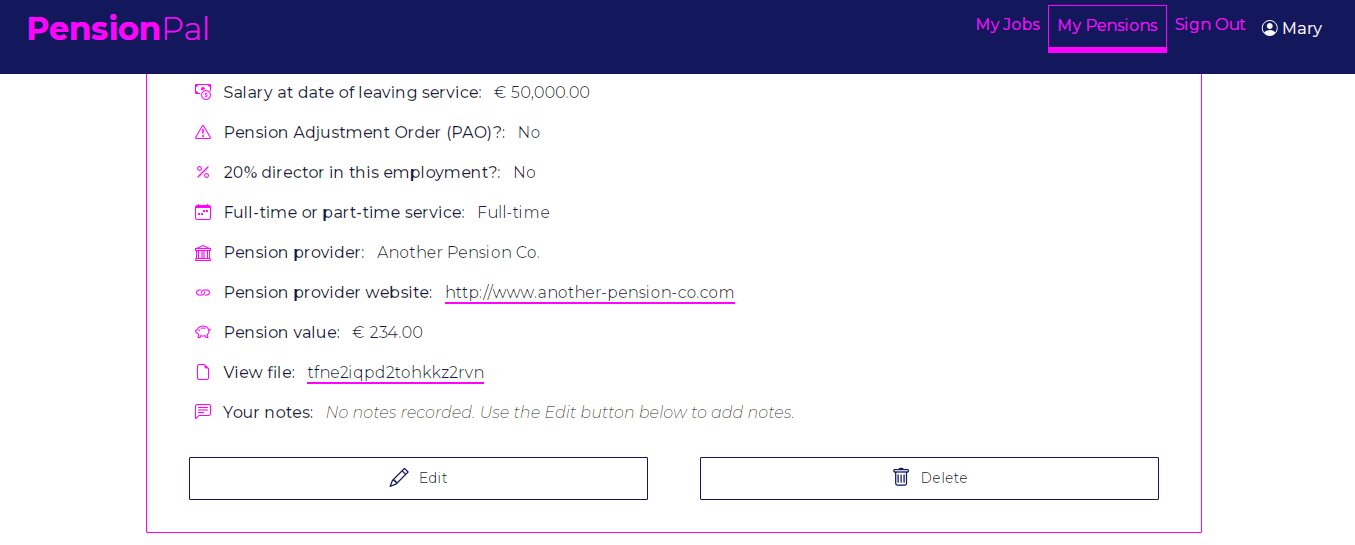 PensionPal
My Jobs
My Pensions
Sign Out
Mary
Salary at date of leaving service: € 50,000.00
Pension Adjustment Order (PAO)?: No
20% director in this employment?: No
Full-time or part-time service: Full-time
Pension provider: Another Pension Co.
Pension provider website: http://www.another-pension-co.com
Pension value: € 234.00
View file: tfne2iqpd2tohkkz2rvn
Your notes: No notes recorded. Use the Edit button below to add notes.
Edit
Delete